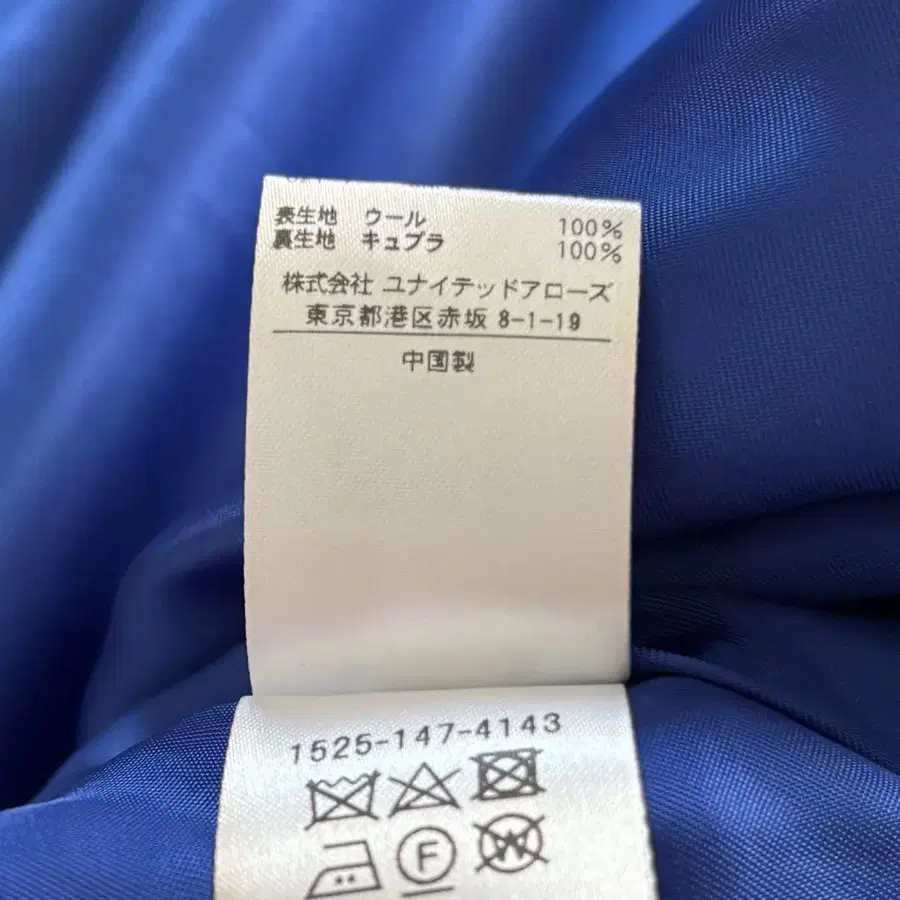 表生地 ウール 100%
裏生地 キュプラ 100%
株式会社 ユナイテッドアローズ
東京都港区赤坂 8-1-19
中国製
1525-147-4143
F
W